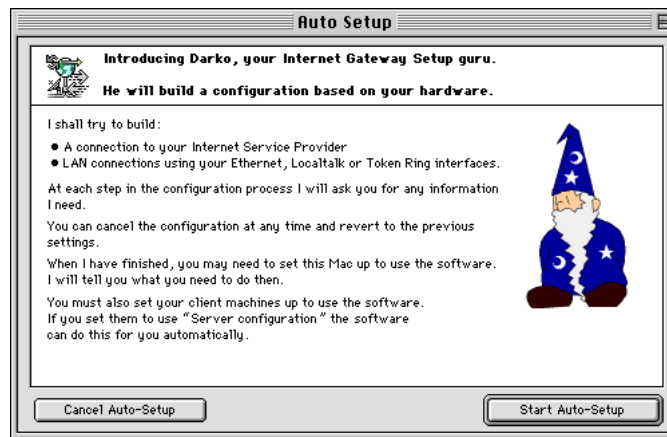 Auto Setup
Introducing Darko, your Internet Gateway Setup guru.
He will build a configuration based on your hardware.
I shall try to build:
● A connection to your Internet Service Provider
● LAN connections using your Ethernet, Localtalk or Token Ring interfaces.
At each step in the configuration process I will ask you for any information
I need.
You can cancel the configuration at any time and revert to the previous
settings.
When I have finished, you may need to set this Mac up to use the software.
I will tell you what you need to do then.
You must also set your client machines up to use the software.
If you set them to use "Server configuration" the software
can do this for you automatically.
Cancel Auto-Setup
Start Auto-Setup